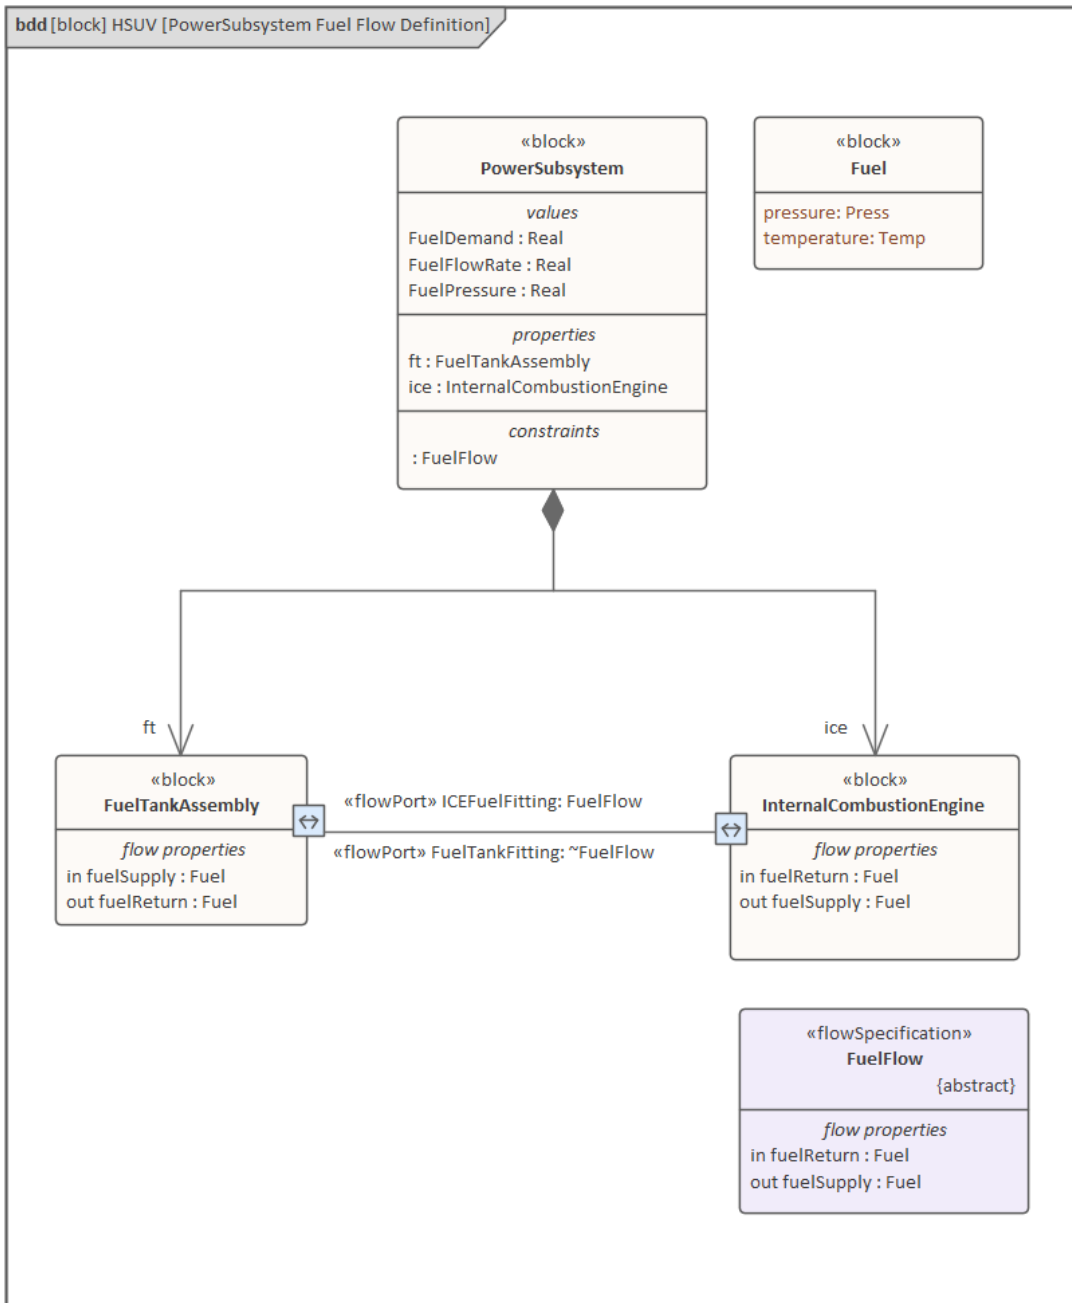 bdd [block] HSUV [PowerSubsystem Fuel Flow Definition]
«block»
PowerSubsystem
values
FuelDemand : Real
FuelFlowRate : Real
FuelPressure : Real
properties
ft : FuelTankAssembly
ice : InternalCombustionEngine
constraints
: FuelFlow
«block»
Fuel
pressure: Press
temperature: Temp
ft
ice
«block»
FuelTankAssembly
flow properties
in fuelSupply : Fuel
out fuelReturn : Fuel
«flowPort» ICEFuelFitting: FuelFlow
«flowPort» FuelTankFitting: ~FuelFlow
«block»
InternalCombustionEngine
flow properties
in fuelReturn : Fuel
out fuelSupply : Fuel
«flowSpecification»
FuelFlow
{abstract}
flow properties
in fuelReturn : Fuel
out fuelSupply : Fuel